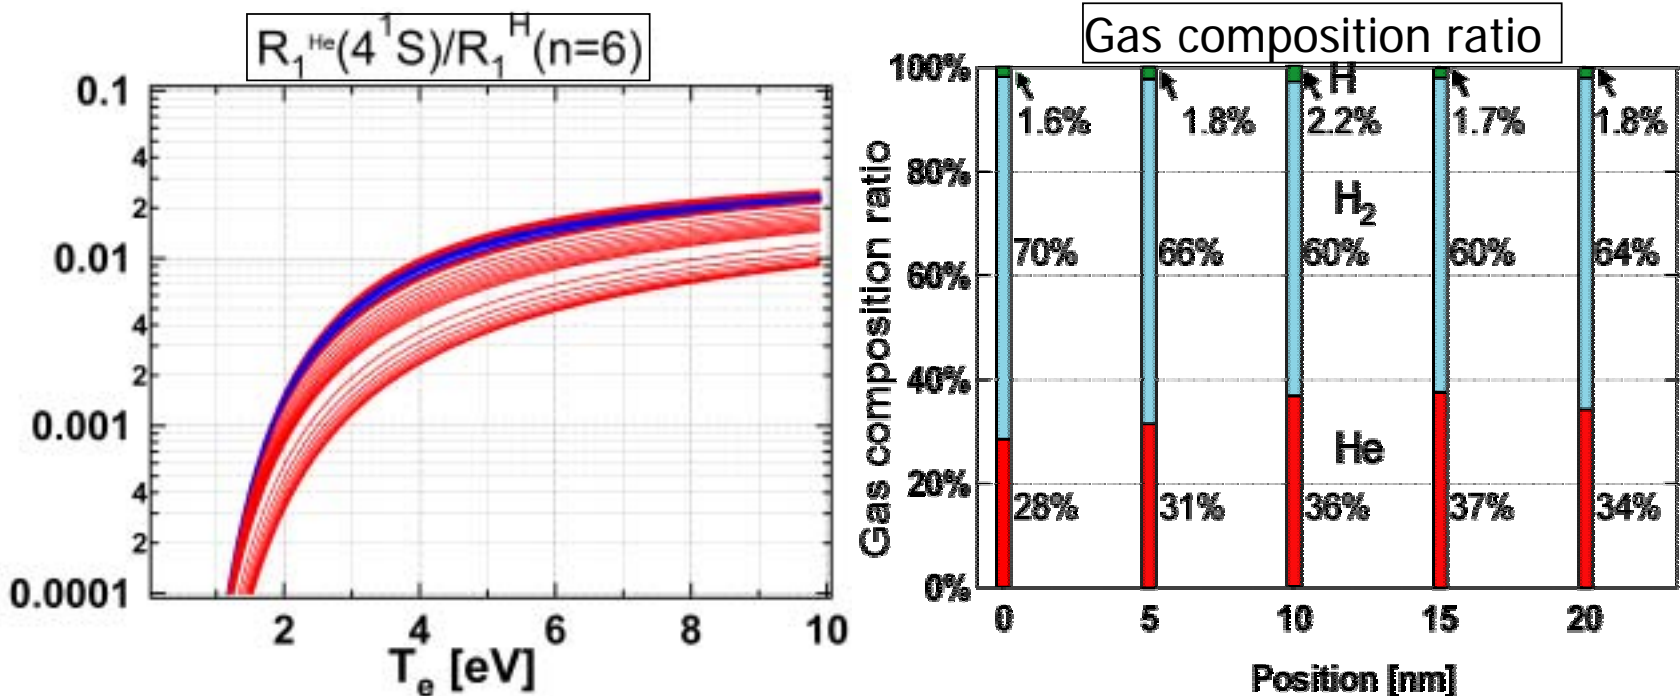 R₁ᴴᵉ(4¹S)/R₁ᴴ(n=6)
0.1
4
2
0.01
4
2
0.001
4
2
0.0001
2 4 6 8 10
Tₑ [eV]
Gas composition ratio
Gas composition ratio
100%
80%
60%
40%
20%
0%
H
1.6% 1.8% 2.2% 1.7% 1.8%
H₂
70% 66% 60% 60% 64%
He
28% 31% 36% 37% 34%
0 5 10 15 20
Position [nm]